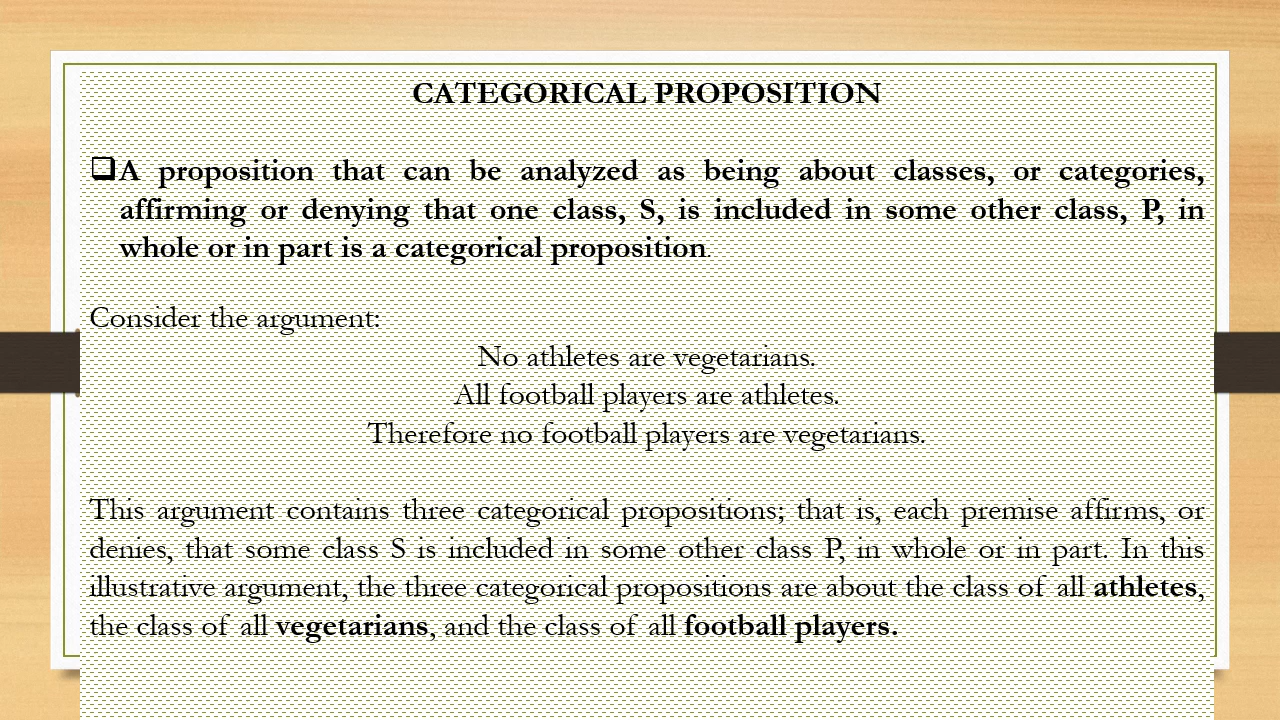 CATEGORICAL PROPOSITION
❑A proposition that can be analyzed as being about classes, or categories,
affirming or denying that one class, S, is included in some other class, P, in
whole or in part is a categorical proposition.
Consider the argument:
No athletes are vegetarians.
All football players are athletes.
Therefore no football players are vegetarians.
This argument contains three categorical propositions; that is, each premise affirms, or
denies, that some class S is included in some other class P, in whole or in part. In this
illustrative argument, the three categorical propositions are about the class of all athletes,
the class of all vegetarians, and the class of all football players.